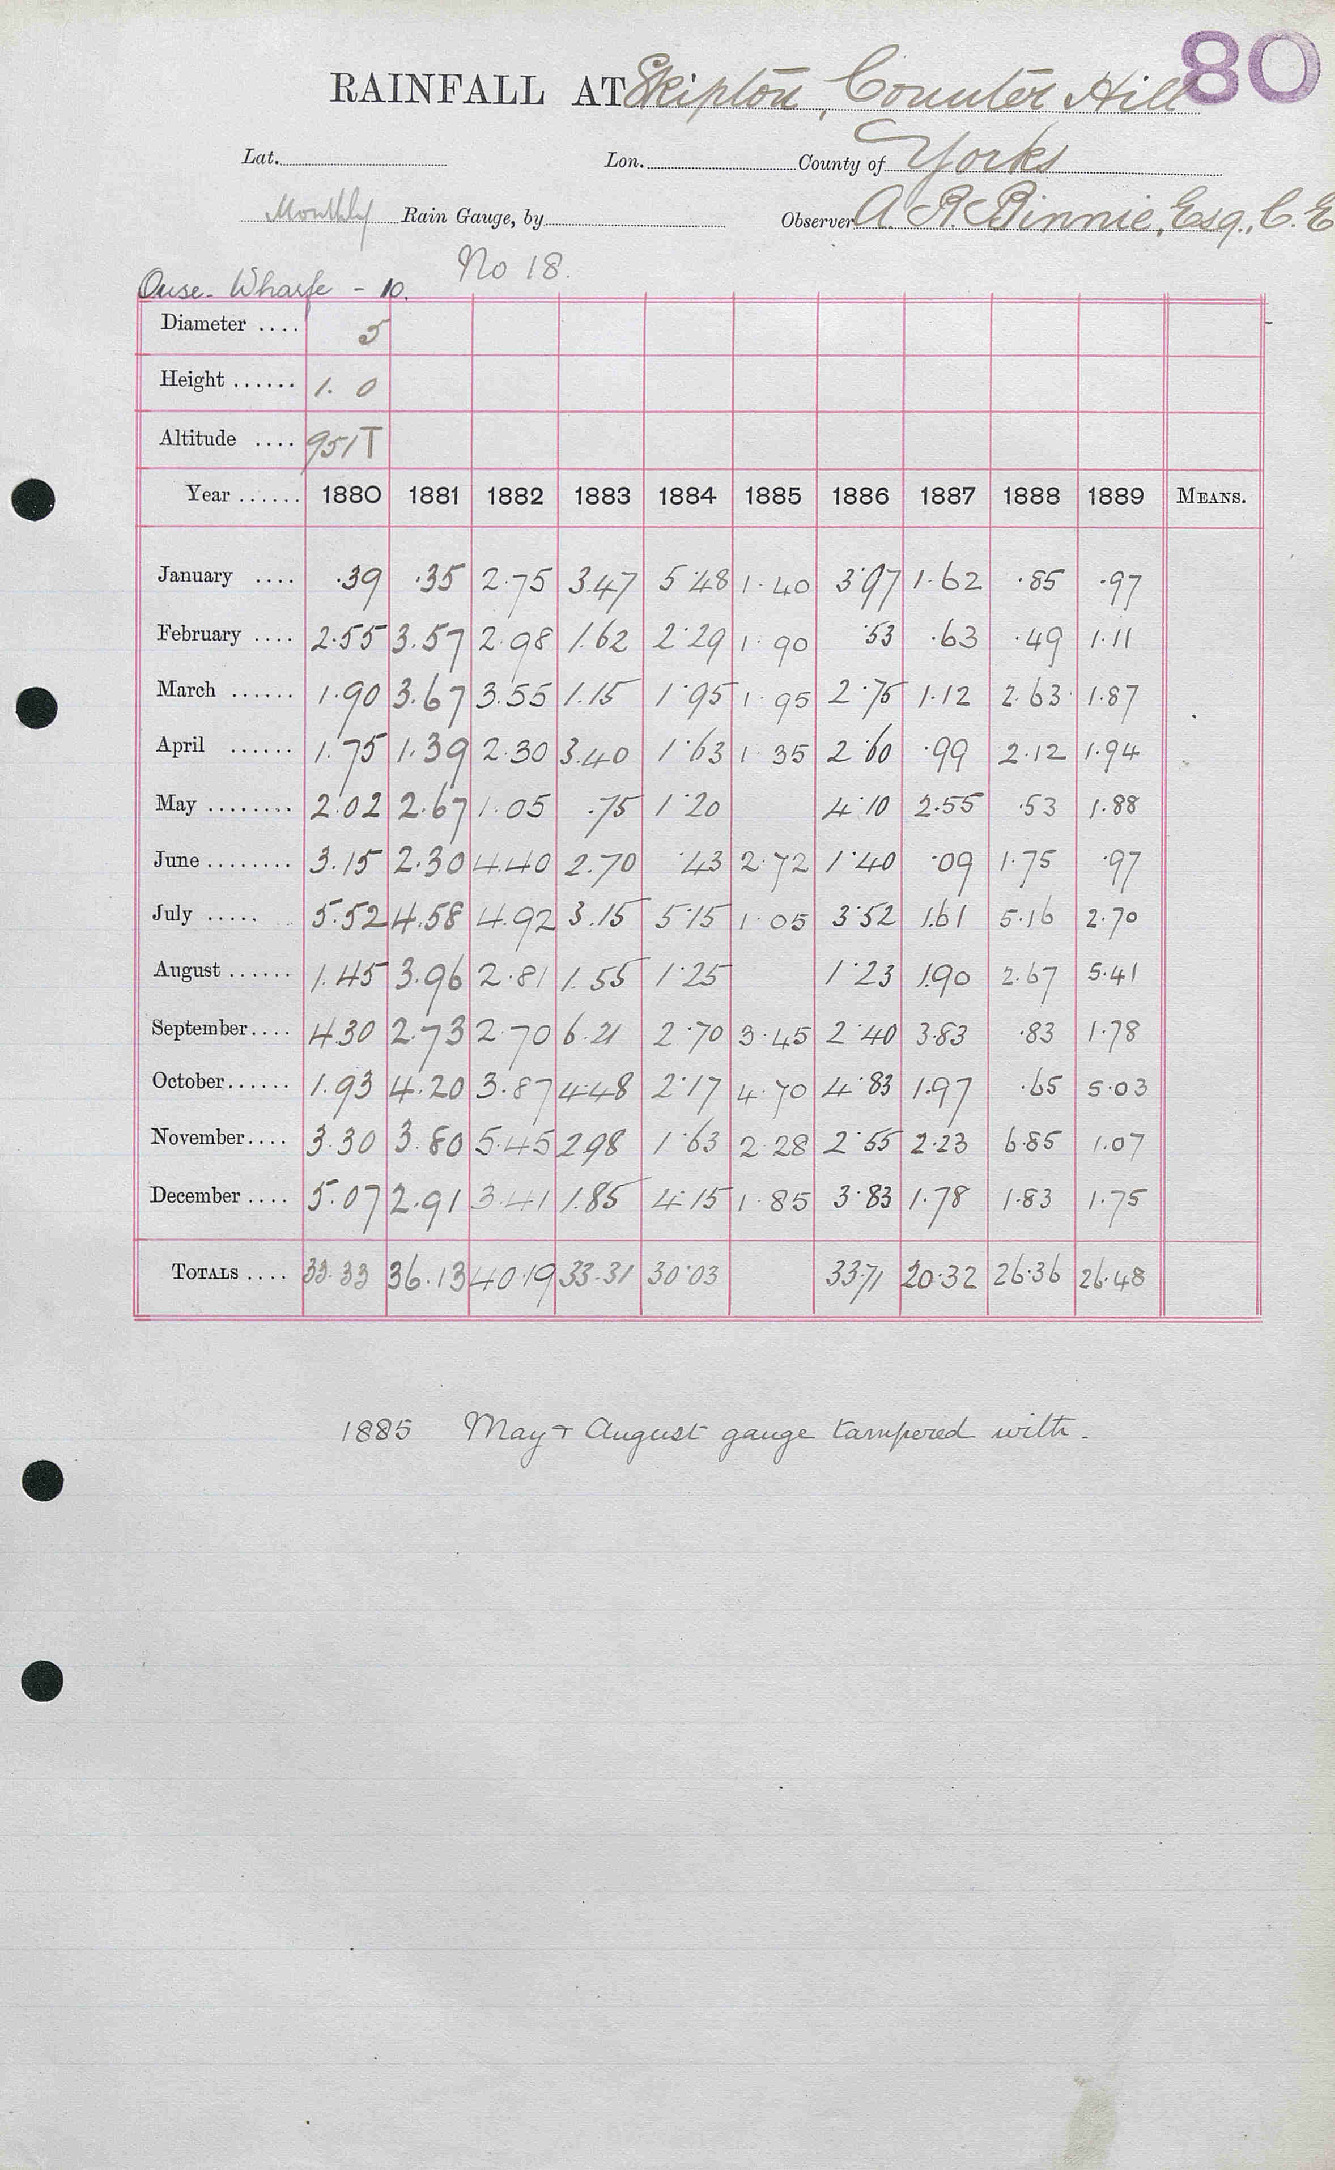 80
RAINFALL AT Skipton, Counter Hill
Lat. Lon. County of Yorks
Monthly Rain Gauge, by Observer A. R. Binnie, Esq., C.E
No 18.
Ouse-Wharfe - 10.
Diameter .... 5
Height ...... 1. 0
Altitude .... 951T
Year ...... 1880 1881 1882 1883 1884 1885 1886 1887 1888 1889 MEANS.
January .... .39 .35 2.75 3.47 5.48 1.40 3.97 1.62 .85 .97
February .... 2.55 3.57 2.98 1.62 2.29 1.90 .53 .63 .49 1.11
March ...... 1.90 3.67 3.55 1.15 1.95 1.95 2.75 1.12 2.63 1.87
April ...... 1.75 1.39 2.30 3.40 1.63 1.35 2.60 .99 2.12 1.94
May ........ 2.02 2.67 1.05 .75 1.20 4.10 2.55 .53 1.88
June ........ 3.15 2.30 4.40 2.70 .43 2.72 1.40 .09 1.75 .97
July ..... 5.52 4.58 4.92 3.15 5.15 1.05 3.52 1.61 5.16 2.70
August ...... 1.45 3.96 2.81 1.55 1.25 1.23 1.90 2.67 5.41
September.... 4.30 2.73 2.70 6.21 2.70 3.45 2.40 3.83 .83 1.78
October...... 1.93 4.20 3.87 4.48 2.17 4.70 4.83 1.97 .65 5.03
November.... 3.30 3.80 5.45 2.98 1.63 2.28 2.55 2.23 6.85 1.07
December .... 5.07 2.91 3.41 1.85 4.15 1.85 3.83 1.78 1.83 1.75
TOTALS .... 33.33 36.13 40.19 33.31 30.03 33.71 20.32 26.36 26.48
1885 May & August gauge tampered with.